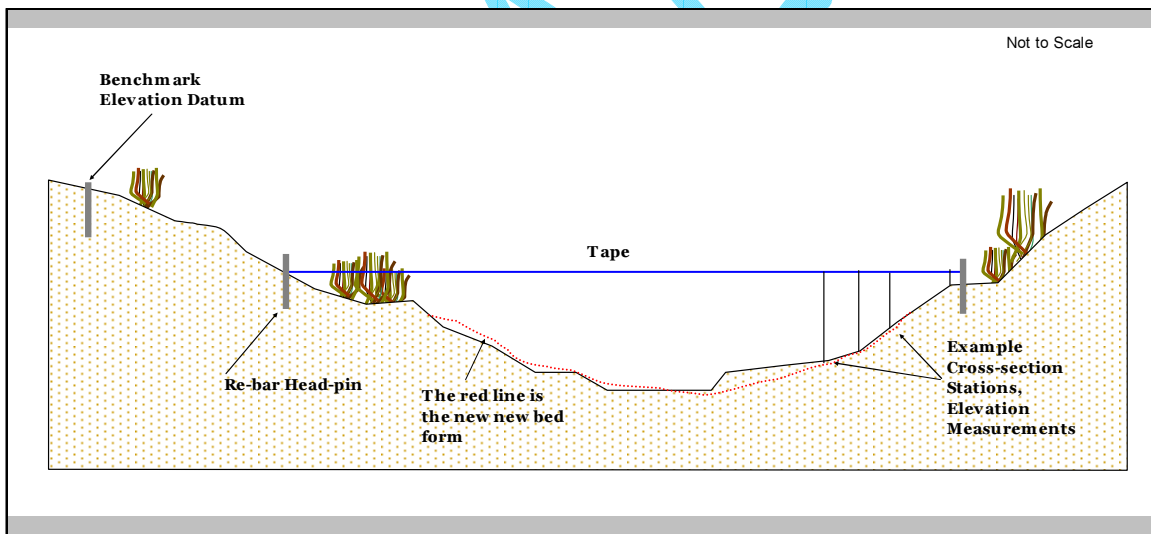 Not to Scale
Benchmark
Elevation Datum
Tape
Re-bar Head-pin
The red line is
the new new bed
form
Example
Cross-section
Stations,
Elevation
Measurements